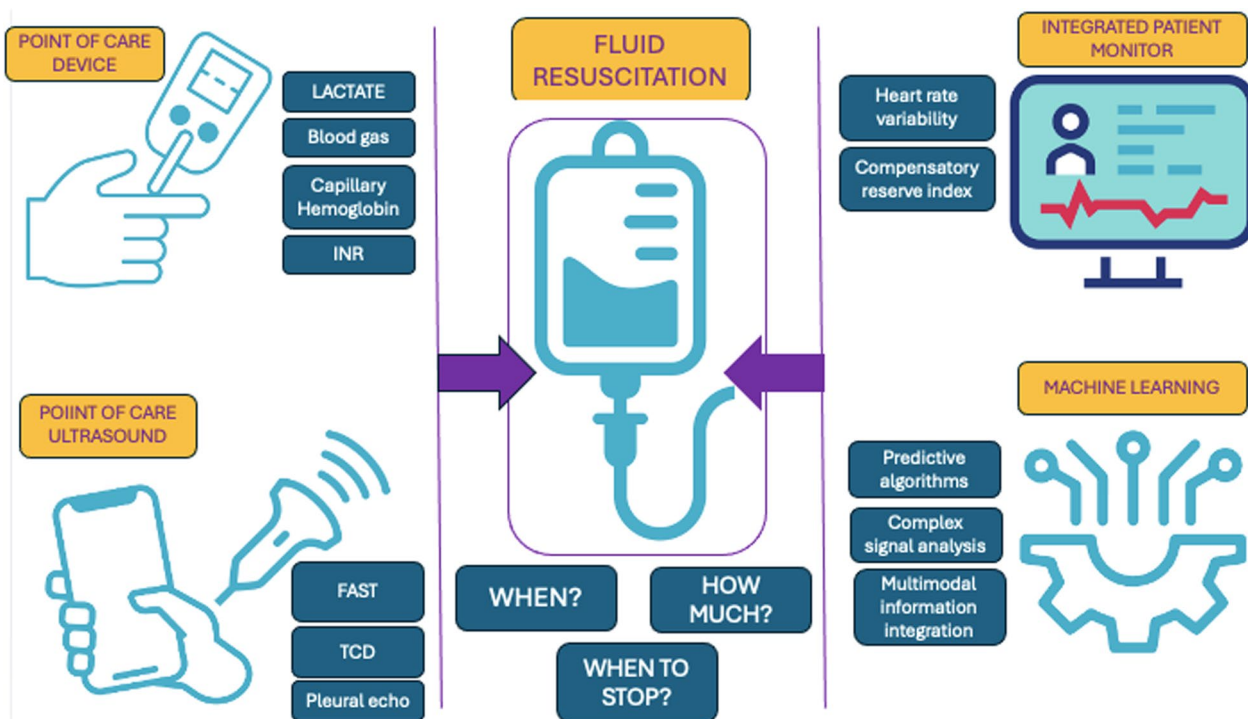 POINT OF CARE
DEVICE
LACTATE
Blood gas
Capillary
Hemoglobin
INR
POIINT OF CARE
ULTRASOUND
FAST
TCD
Pleural echo
FLUID
RESUSCITATION
WHEN?
HOW
MUCH?
WHEN TO
STOP?
INTEGRATED PATIENT
MONITOR
Heart rate
variability
Compensatory
reserve index
MACHINE LEARNING
Predictive
algorithms
Complex
signal analysis
Multimodal
information
integration